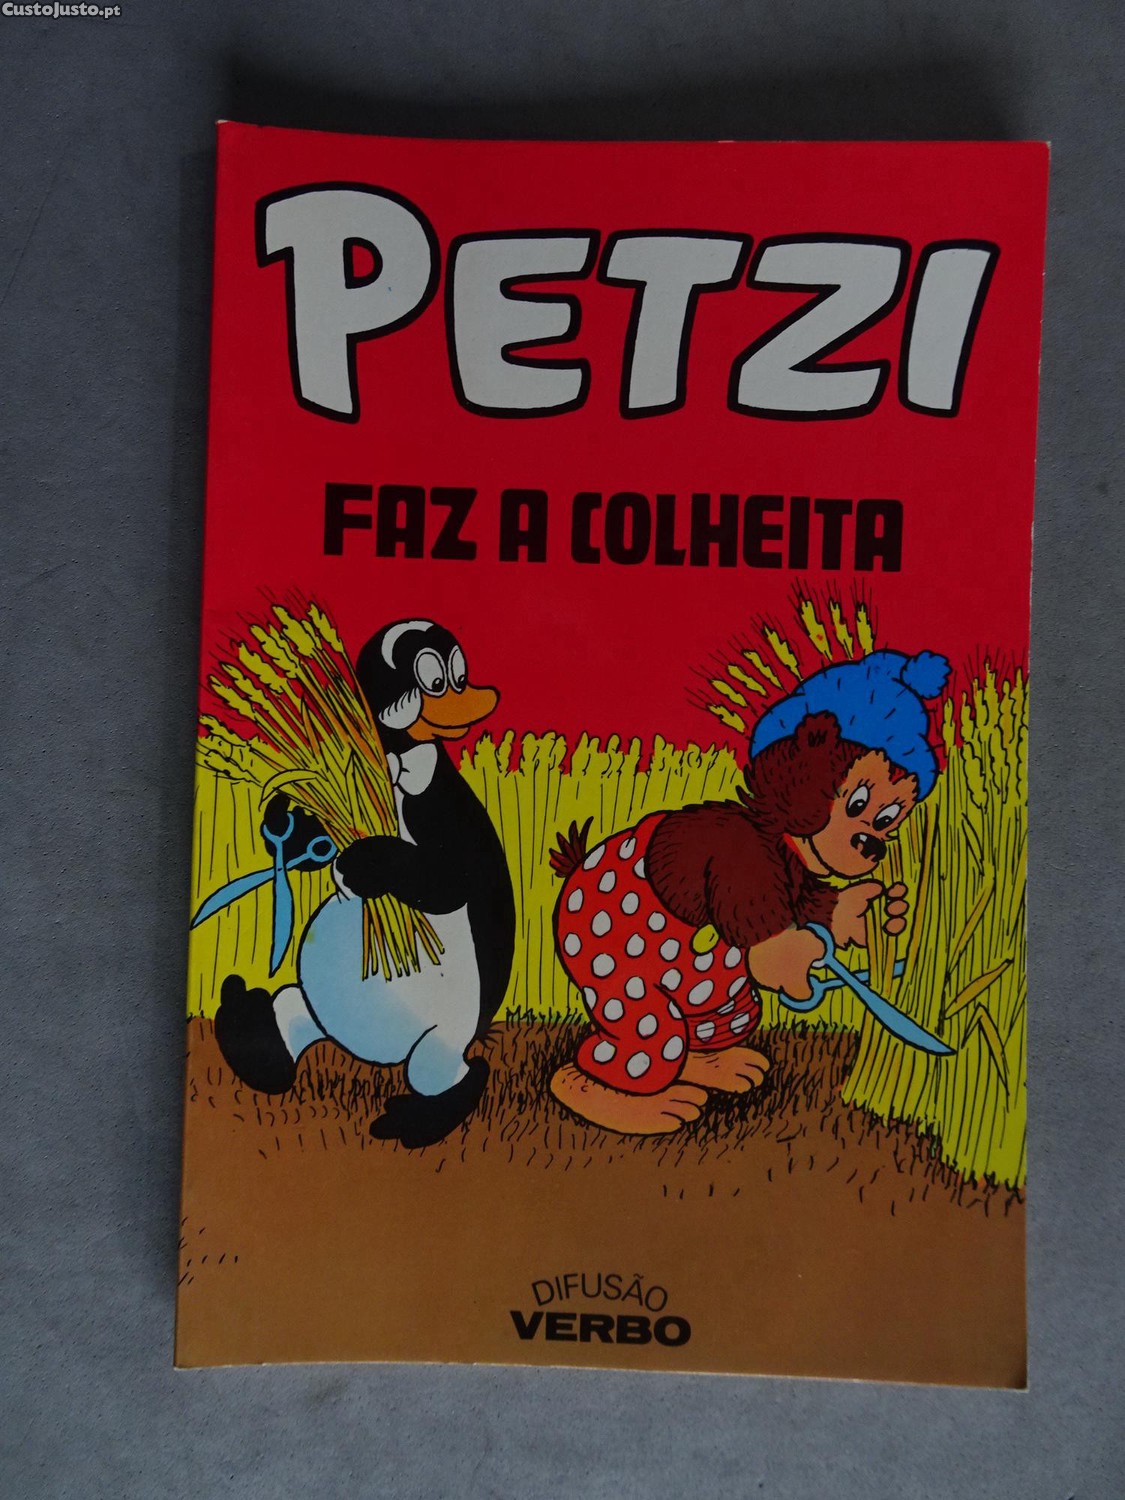 CustoJusto.pt
PETZI
FAZ A COLHEITA
DIFUSÃO
VERBO